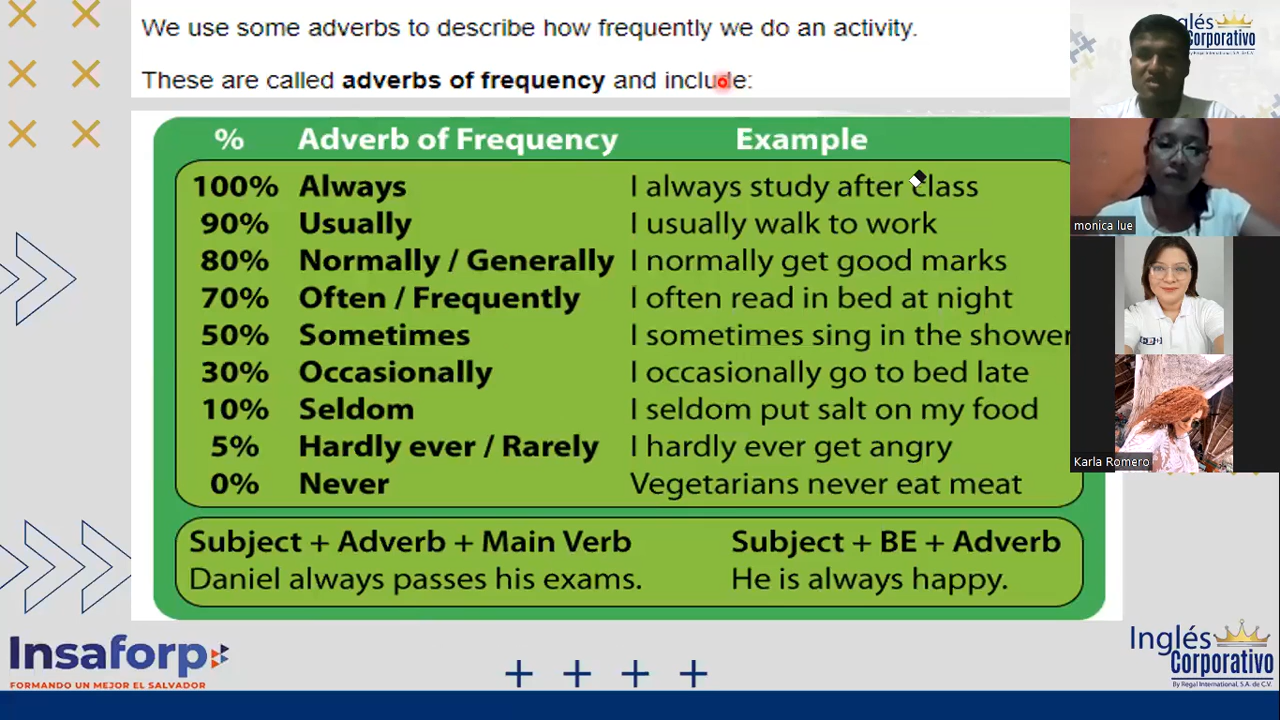 We use some adverbs to describe how frequently we do an activity.
These are called adverbs of frequency and include:
% Adverb of Frequency Example
100% Always I always study after class
90% Usually I usually walk to work
80% Normally / Generally I normally get good marks
70% Often / Frequently I often read in bed at night
50% Sometimes I sometimes sing in the shower
30% Occasionally I occasionally go to bed late
10% Seldom I seldom put salt on my food
5% Hardly ever / Rarely I hardly ever get angry
0% Never Vegetarians never eat meat
Subject + Adverb + Main Verb Subject + BE + Adverb
Daniel always passes his exams. He is always happy.
Inglés
Corporativo
monica lue
Karla Romero
Insaforp
FORMANDO UN MEJOR EL SALVADOR
Inglés
Corporativo
By Regal International, S.A. de C.V.